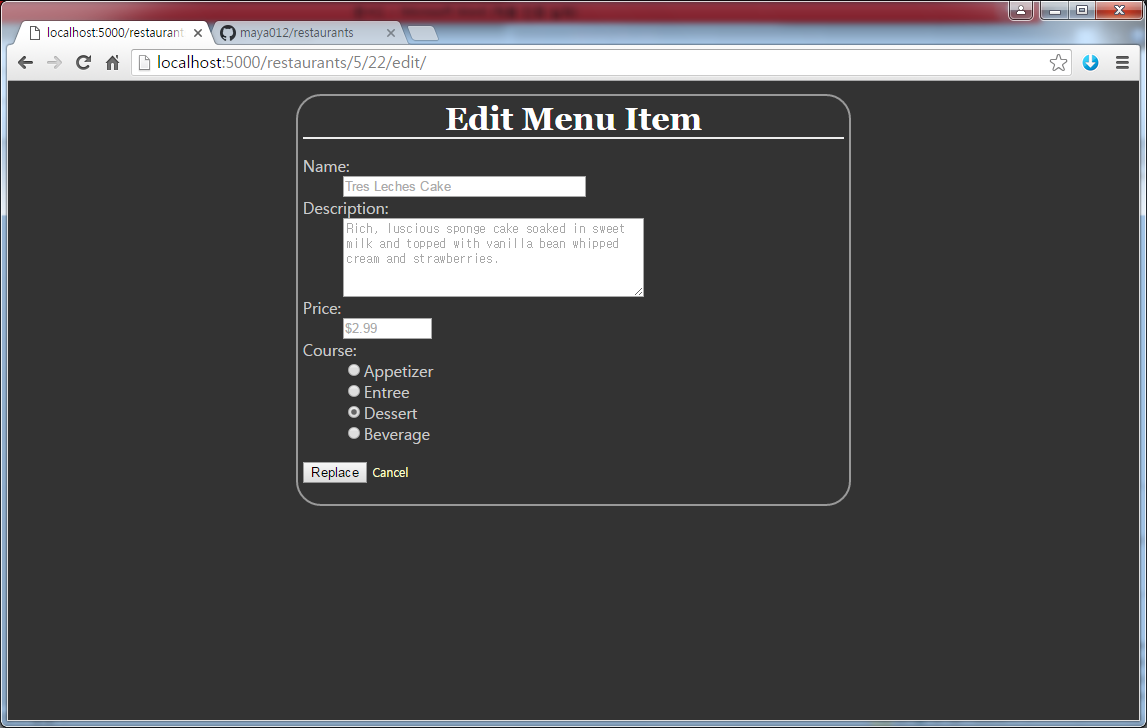 localhost:5000/restaurant
maya012/restaurants
localhost:5000/restaurants/5/22/edit/
Edit Menu Item
Name:
Tres Leches Cake
Description:
Rich, luscious sponge cake soaked in sweet
milk and topped with vanilla bean whipped
cream and strawberries.
Price:
$2.99
Course:
Appetizer
Entree
Dessert
Beverage
Replace Cancel